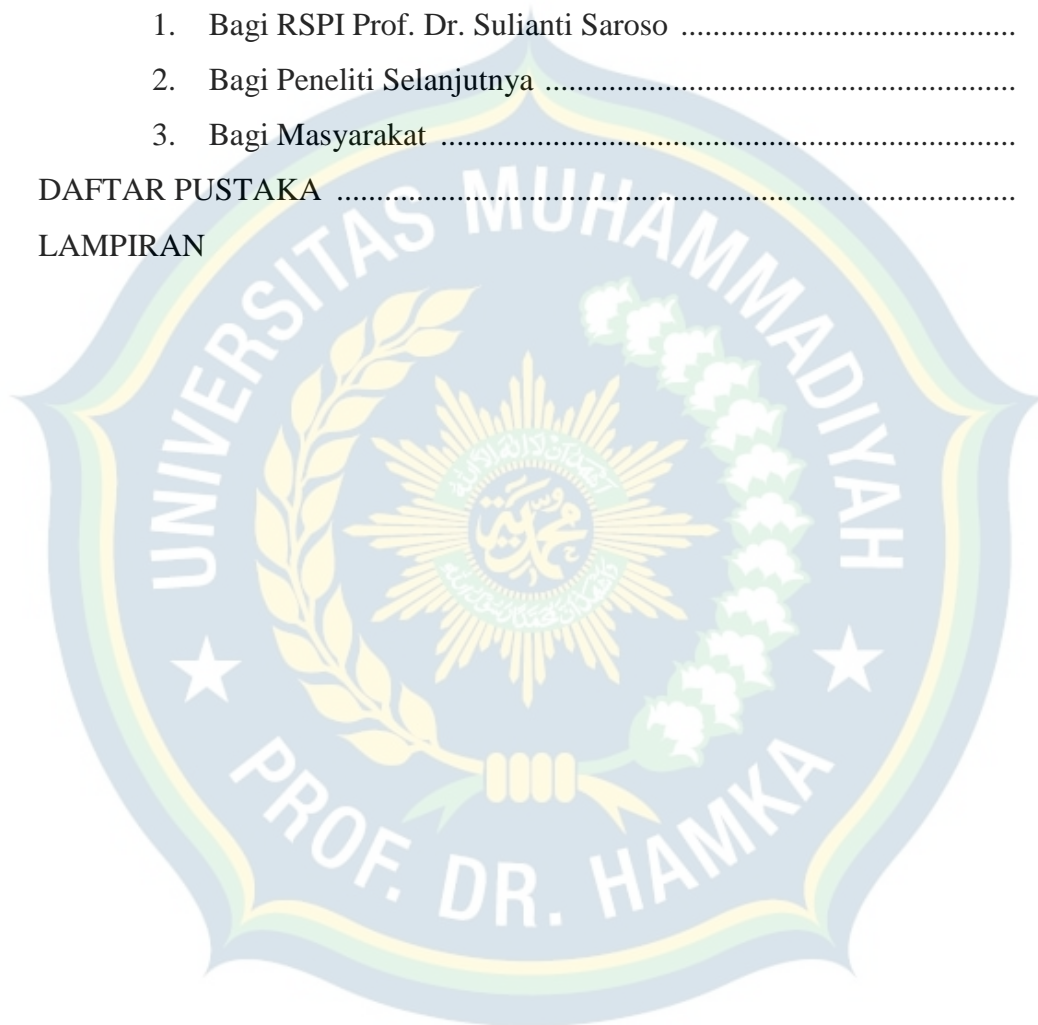 1. Bagi RSPI Prof. Dr. Sulianti Saroso ..........................................
2. Bagi Peneliti Selanjutnya ...........................................................
3. Bagi Masyarakat ........................................................................
DAFTAR PUSTAKA .....................................................................................
LAMPIRAN
UNIVERSITAS MUHAMMADIYAH
PROF. DR. HAMKA
محمدية